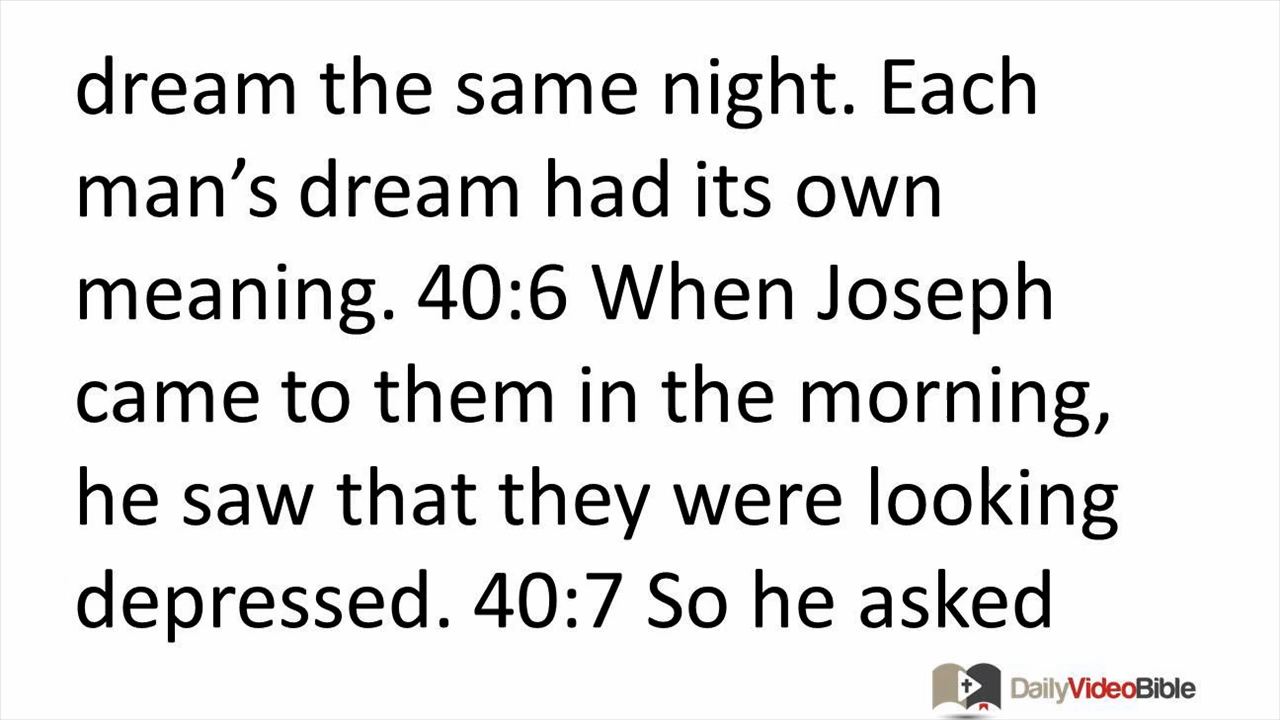 dream the same night. Each
man’s dream had its own
meaning. 40:6 When Joseph
came to them in the morning,
he saw that they were looking
depressed. 40:7 So he asked
DailyVideoBible